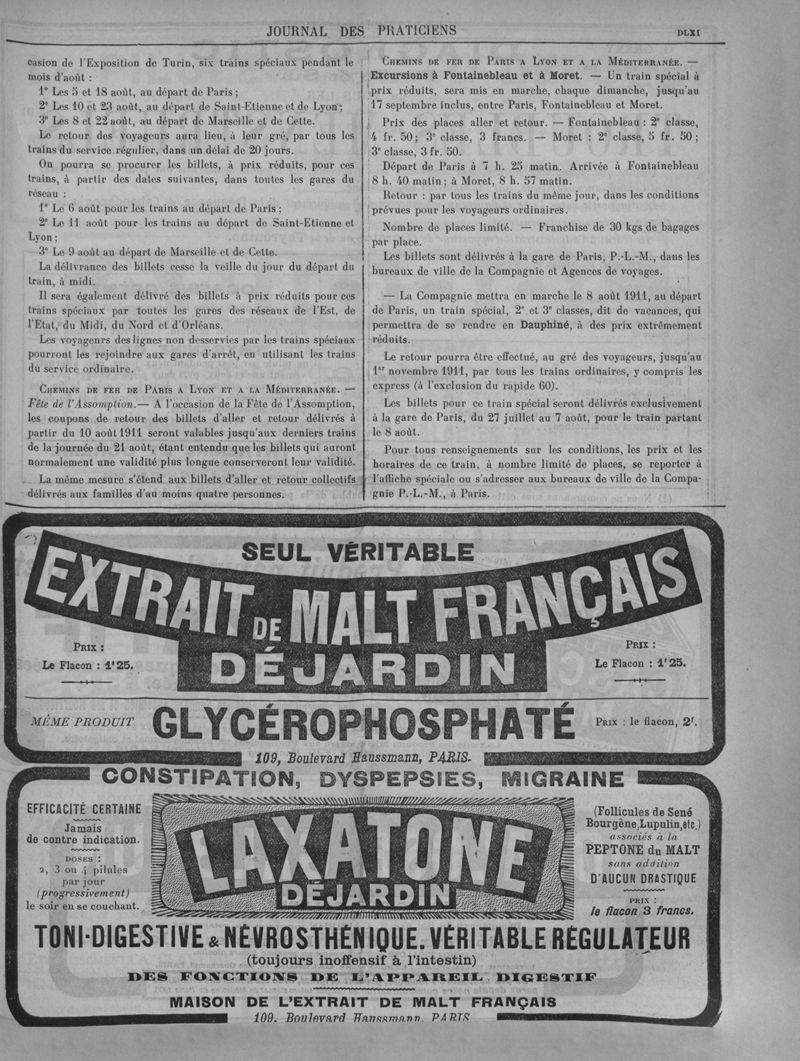 JOURNAL DES PRATICIENS
DLXI
casion de l'Exposition de Turin, six trains spéciaux pendant le
mois d'août :
1° Les 5 et 18 août, au départ de Paris ;
2° Les 10 et 23 août, au départ de Saint-Etienne et de Lyon ;
3° Les 8 et 22 août, au départ de Marseille et de Cette.
Le retour des voyageurs aura lieu, à leur gré, par tous les
trains du service régulier, dans un délai de 20 jours.
On pourra se procurer les billets, à prix réduits, pour ces
trains, à partir des dates suivantes, dans toutes les gares du
réseau :
1° Le 6 août pour les trains au départ de Paris ;
2° Le 11 août pour les trains au départ de Saint-Etienne et
Lyon ;
3° Le 9 août au départ de Marseille et de Cette.
La délivrance des billets cesse la veille du jour du départ du
train, à midi.
Il sera également délivré des billets à prix réduits pour ces
trains spéciaux par toutes les gares des réseaux de l'Est, de
l'Etat, du Midi, du Nord et d'Orléans.
Les voyagenrs des lignes non desservies par les trains spéciaux
pourront les rejoindre aux gares d'arrêt, en utilisant les trains
du service ordinaire.
CHEMINS DE FER DE PARIS A LYON ET A LA MÉDITERRANÉE. —
Fête de l'Assomption. — A l'occasion de la Fête de l'Assomption,
les coupons de retour des billets d'aller et retour délivrés à
partir du 10 août 1911 seront valables jusqu'aux derniers trains
de la journée du 21 août, étant entendu que les billets qui auront
normalement une validité plus longue conserveront leur validité.
La même mesure s'étend aux billets d'aller et retour collectifs
délivrés aux familles d'au moins quatre personnes.
CHEMINS DE FER DE PARIS A LYON ET A LA MÉDITERRANÉE. —
Excursions à Fontainebleau et à Moret. — Un train spécial à
prix réduits, sera mis en marche, chaque dimanche, jusqu'au
17 septembre inclus, entre Paris, Fontainebleau et Moret.
Prix des places aller et retour. — Fontainebleau : 2e classe,
4 fr. 50 ; 3e classe, 3 francs. — Moret : 2e classe, 5 fr. 50 ;
3e classe, 3 fr. 50.
Départ de Paris à 7 h. 25 matin. Arrivée à Fontainebleau
8 h. 40 matin ; à Moret, 8 h. 57 matin.
Retour : par tous les trains du même jour, dans les conditions
prévues pour les voyageurs ordinaires.
Nombre de places limité. — Franchise de 30 kgs de bagages
par place.
Les billets sont délivrés à la gare de Paris, P.-L.-M., dans les
bureaux de ville de la Compagnie et Agences de voyages.
— La Compagnie mettra en marche le 8 août 1911, au départ
de Paris, un train spécial, 2e et 3e classes, dit de vacances, qui
permettra de se rendre en Dauphiné, à des prix extrêmement
réduits.
Le retour pourra être effectué, au gré des voyageurs, jusqu'au
1er novembre 1911, par tous les trains ordinaires, y compris les
express (à l'exclusion du rapide 60).
Les billets pour ce train spécial seront délivrés exclusivement
à la gare de Paris, du 27 juillet au 7 août, pour le train partant
le 8 août.
Pour tous renseignements sur les conditions, les prix et les
horaires de ce train, à nombre limité de places, se reporter à
l'affiche spéciale ou s'adresser aux bureaux de ville de la Compa-
gnie P.-L.-M., à Paris.
SEUL VÉRITABLE
EXTRAIT DE MALT FRANÇAIS
DÉJARDIN
PRIX :
Le Flacon : 1f25.
PRIX :
Le Flacon : 1f25.
MÊME PRODUIT GLYCÉROPHOSPHATÉ PRIX : le flacon, 2f.
109, Boulevard Haussmann, PARIS.
CONSTIPATION, DYSPEPSIES, MIGRAINE
EFFICACITÉ CERTAINE
Jamais
de contre indication.
DOSES :
2, 3 ou 4 pilules
par jour
(progressivement)
le soir en se couchant.
LAXATONE
DÉJARDIN
(Follicules de Séné
Bourgène, Lupulin, etc.)
associés à la
PEPTONE du MALT
sans addition
D'AUCUN DRASTIQUE
PRIX :
le flacon 3 francs.
TONI-DIGESTIVE & NÉVROSTHÉNIQUE. VÉRITABLE RÉGULATEUR
(toujours inoffensif à l'intestin)
DES FONCTIONS DE L'APPAREIL DIGESTIF
MAISON DE L'EXTRAIT DE MALT FRANÇAIS
109, Boulevard Haussmann, PARIS